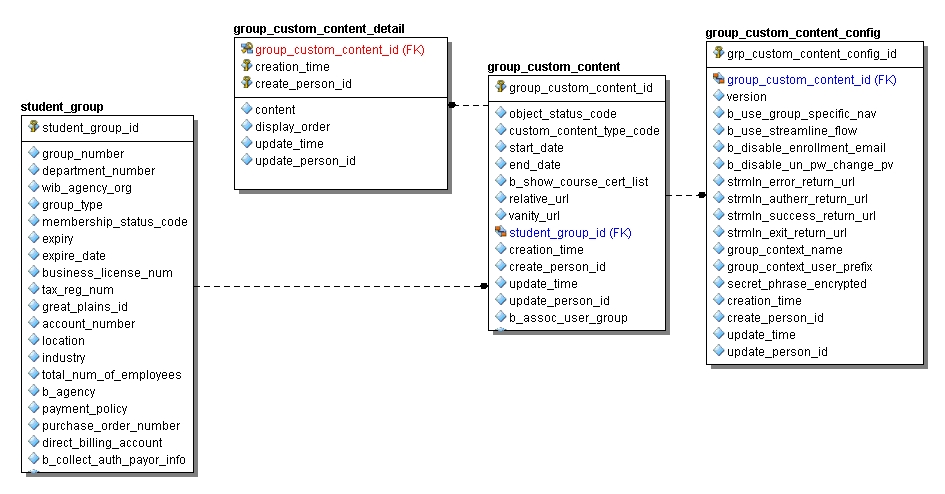 group_custom_content_detail
group_custom_content_id (FK)
creation_time
create_person_id
content
display_order
update_time
update_person_id
group_custom_content_config
grp_custom_content_config_id
group_custom_content_id (FK)
version
b_use_group_specific_nav
b_use_streamline_flow
b_disable_enrollment_email
b_disable_un_pw_change_pv
strmln_error_return_url
strmln_autherr_return_url
strmln_success_return_url
strmln_exit_return_url
group_context_name
group_context_user_prefix
secret_phrase_encrypted
creation_time
create_person_id
update_time
update_person_id
group_custom_content
group_custom_content_id
object_status_code
custom_content_type_code
start_date
end_date
b_show_course_cert_list
relative_url
vanity_url
student_group_id (FK)
creation_time
create_person_id
update_time
update_person_id
b_assoc_user_group
student_group
student_group_id
group_number
department_number
wib_agency_org
group_type
membership_status_code
expiry
expire_date
business_license_num
tax_reg_num
great_plains_id
account_number
location
industry
total_num_of_employees
b_agency
payment_policy
purchase_order_number
direct_billing_account
b_collect_auth_payor_info